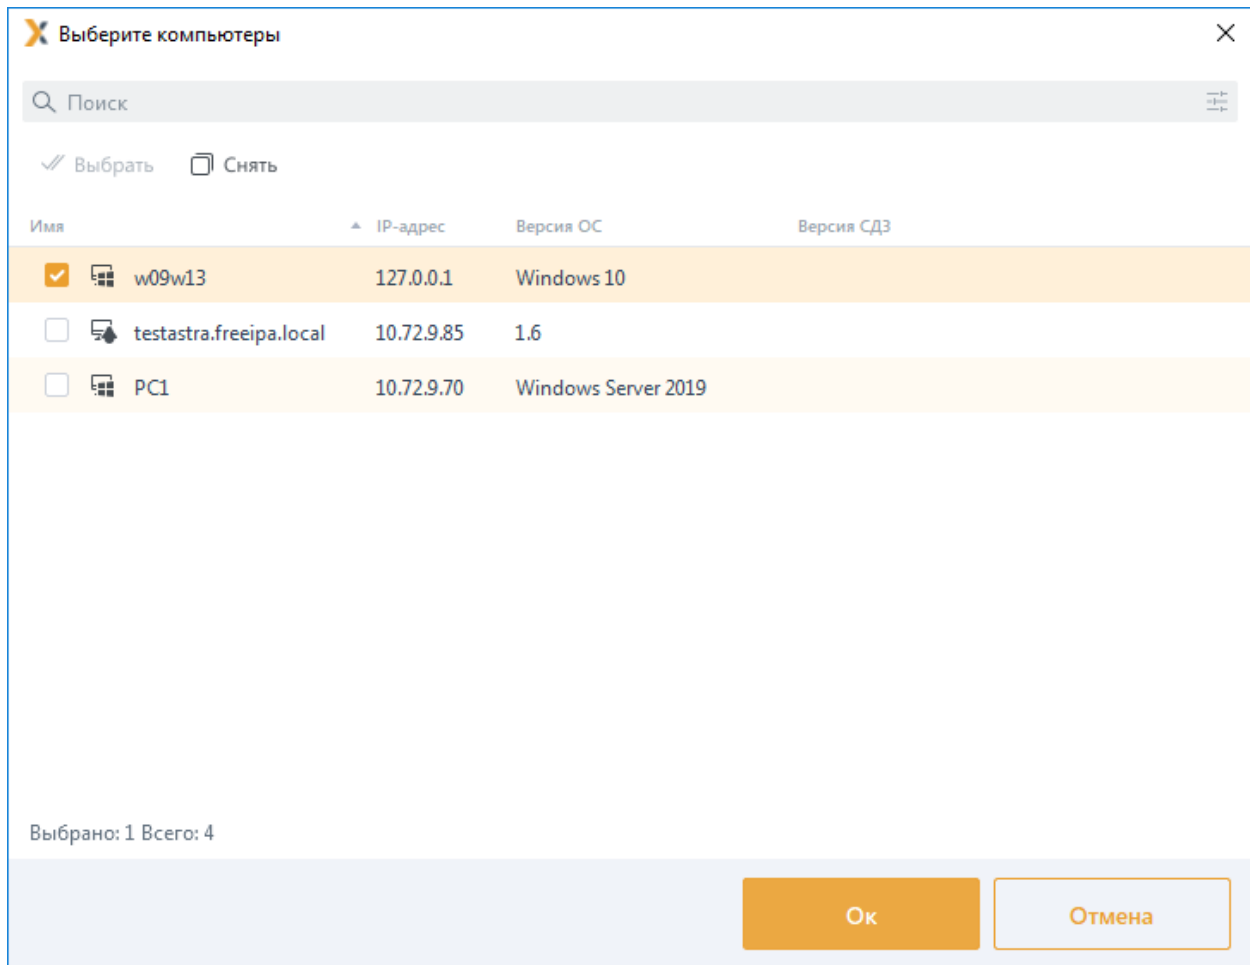 Выберите компьютеры
Поиск
Выбрать Снять
Имя IP-адрес Версия ОС Версия СДЗ
w09w13 127.0.0.1 Windows 10
testastra.freeipa.local 10.72.9.85 1.6
PC1 10.72.9.70 Windows Server 2019
Выбрано: 1 Всего: 4
Ок Отмена